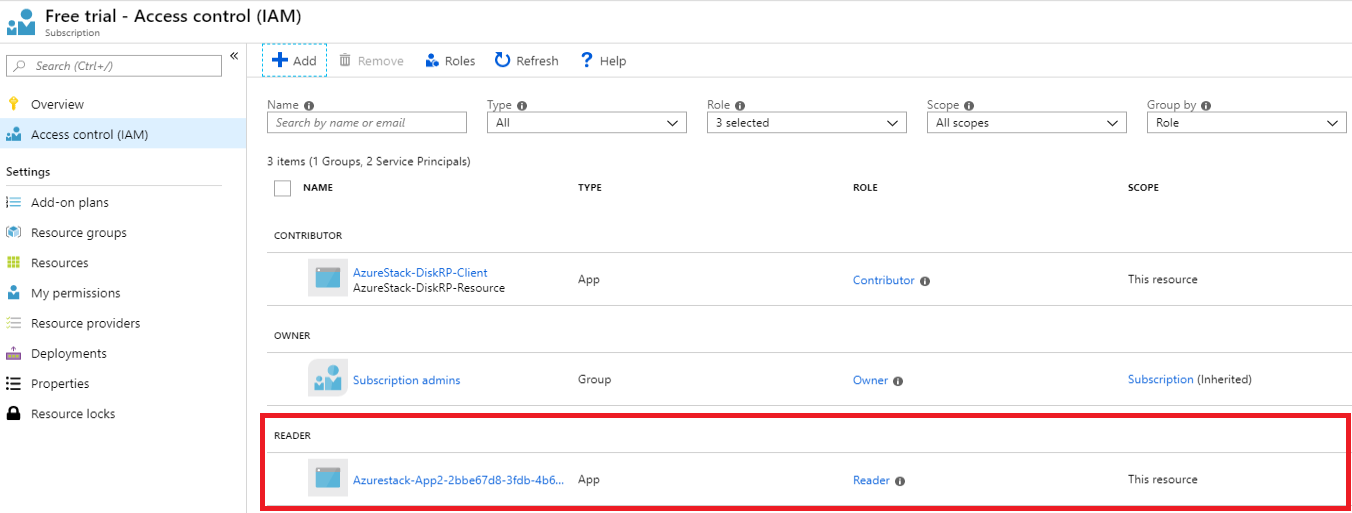 Free trial - Access control (IAM)
Subscription
Search (Ctrl+/)
«
Overview
Access control (IAM)
Settings
Add-on plans
Resource groups
Resources
My permissions
Resource providers
Deployments
Properties
Resource locks
Add Remove Roles Refresh ? Help
Name Type Role Scope Group by
Search by name or email All 3 selected All scopes Role
3 items (1 Groups, 2 Service Principals)
NAME TYPE ROLE SCOPE
CONTRIBUTOR
AzureStack-DiskRP-Client
AzureStack-DiskRP-Resource
App Contributor This resource
OWNER
Subscription admins Group Owner Subscription (Inherited)
READER
Azurestack-App2-2bbe67d8-3fdb-4b6... App Reader This resource